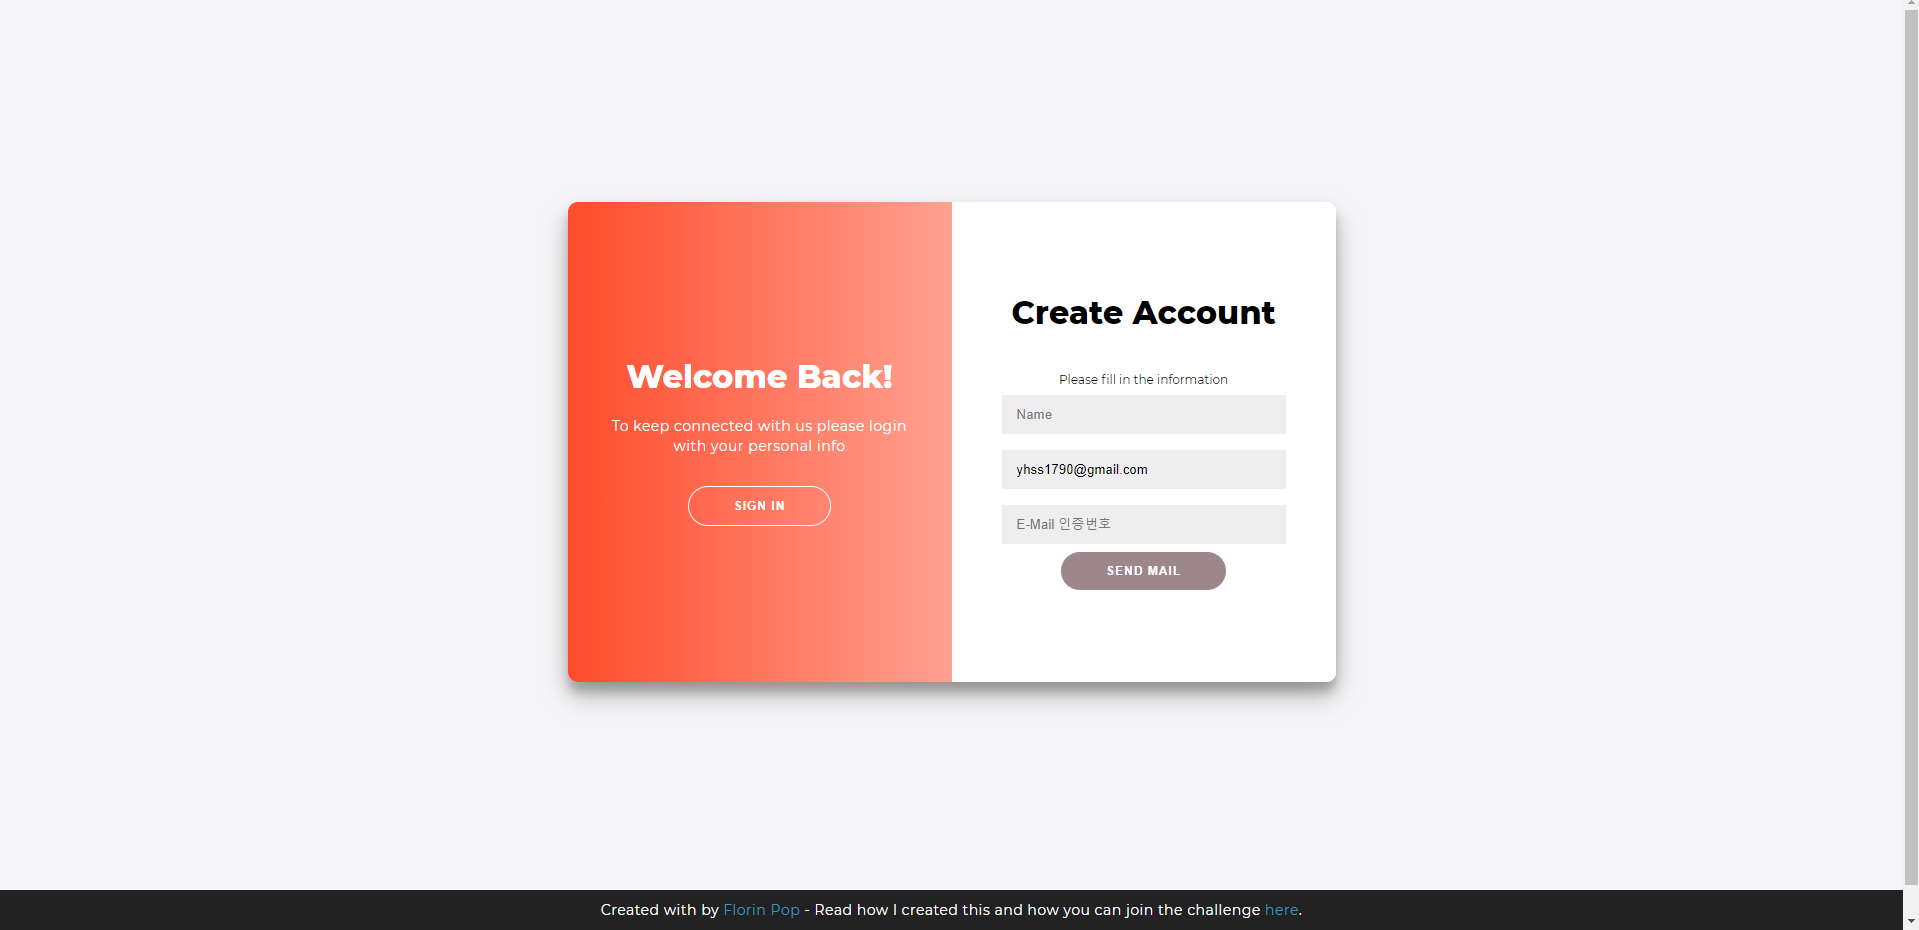 Welcome Back!
To keep connected with us please login
with your personal info
SIGN IN
Create Account
Please fill in the information
Name
yhss1790@gmail.com
E-Mail 인증번호
SEND MAIL
Created with by Florin Pop - Read how I created this and how you can join the challenge here.